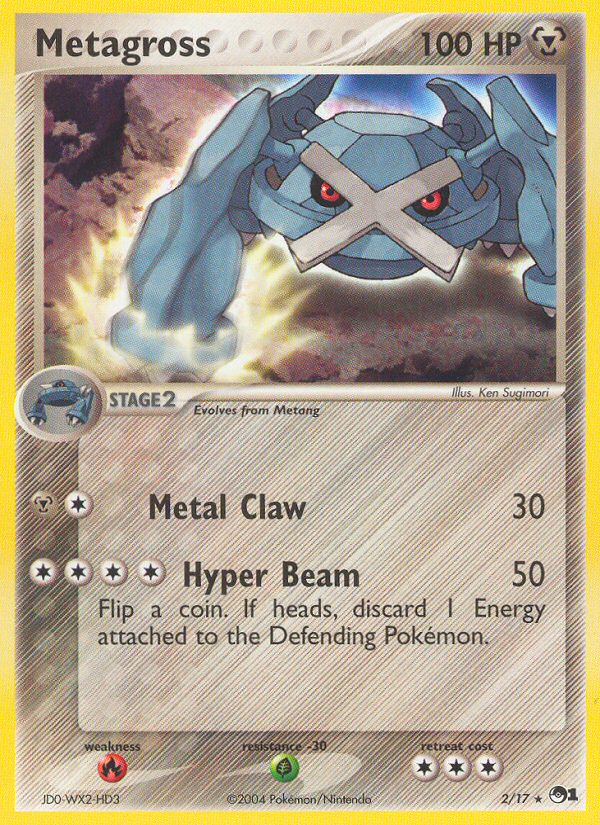 Metagross 100 HP
Illus. Ken Sugimori
STAGE2
Evolves from Metang
Metal Claw 30
Hyper Beam 50
Flip a coin. If heads, discard 1 Energy
attached to the Defending Pokémon.
weakness resistance -30 retreat cost
JD0-WX2-HD3 ©2004 Pokémon/Nintendo 2/17 ★ 1